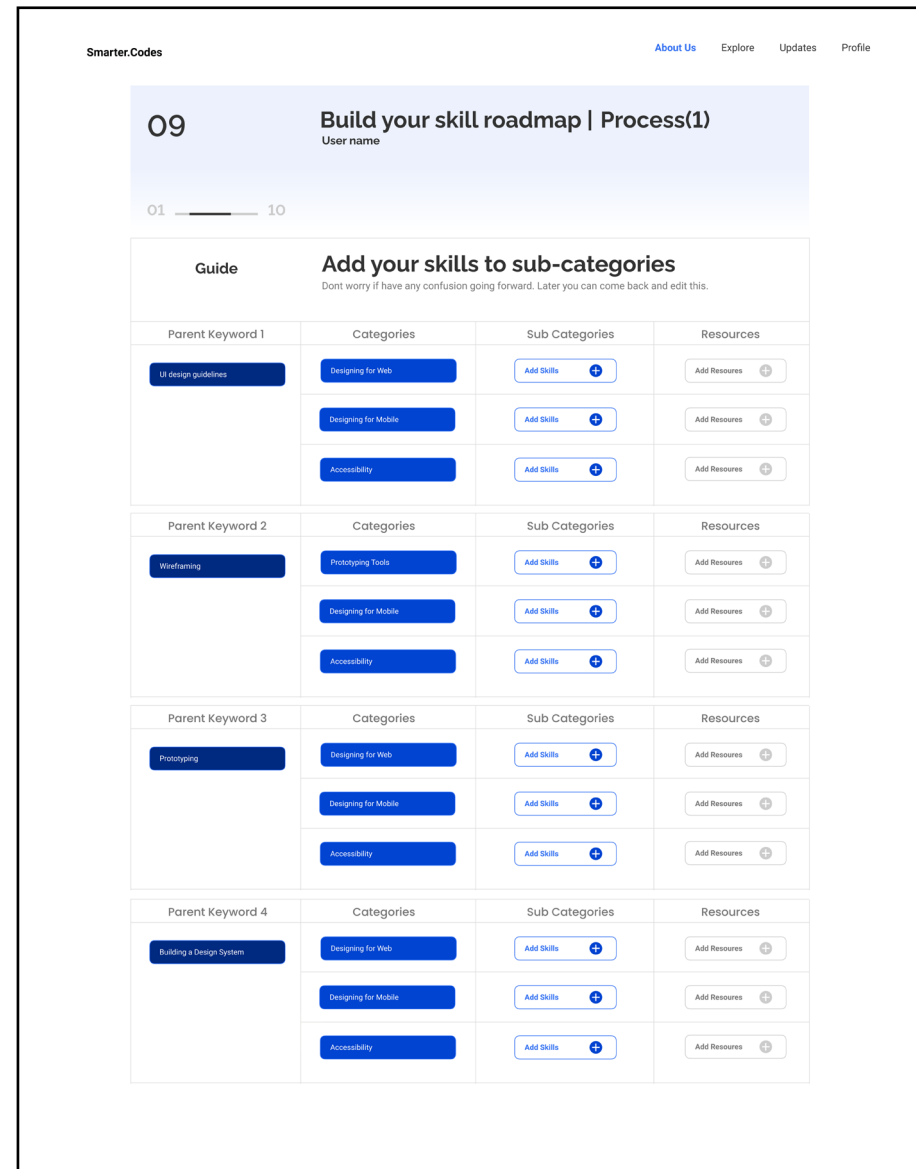 Smarter.Codes
About Us Explore Updates Profile
09
Build your skill roadmap | Process(1)
User name
01 10
Guide
Add your skills to sub-categories
Dont worry if have any confusion going forward. Later you can come back and edit this.
Parent Keyword 1 Categories Sub Categories Resources
UI design guidelines Designing for Web Add Skills Add Resoures
Designing for Mobile Add Skills Add Resoures
Accessibility Add Skills Add Resoures
Parent Keyword 2 Categories Sub Categories Resources
Wireframing Prototyping Tools Add Skills Add Resoures
Designing for Mobile Add Skills Add Resoures
Accessibility Add Skills Add Resoures
Parent Keyword 3 Categories Sub Categories Resources
Prototyping Designing for Web Add Skills Add Resoures
Designing for Mobile Add Skills Add Resoures
Accessibility Add Skills Add Resoures
Parent Keyword 4 Categories Sub Categories Resources
Building a Design System Designing for Web Add Skills Add Resoures
Designing for Mobile Add Skills Add Resoures
Accessibility Add Skills Add Resoures